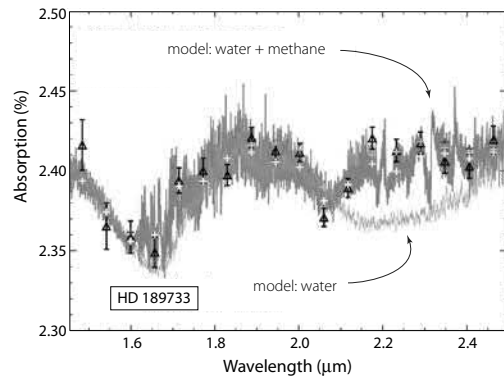 2.50
model: water + methane
2.45
Absorption (%)
2.40
2.35
HD 189733
model: water
2.30
1.6
1.8
2.0
2.2
2.4
Wavelength (μm)